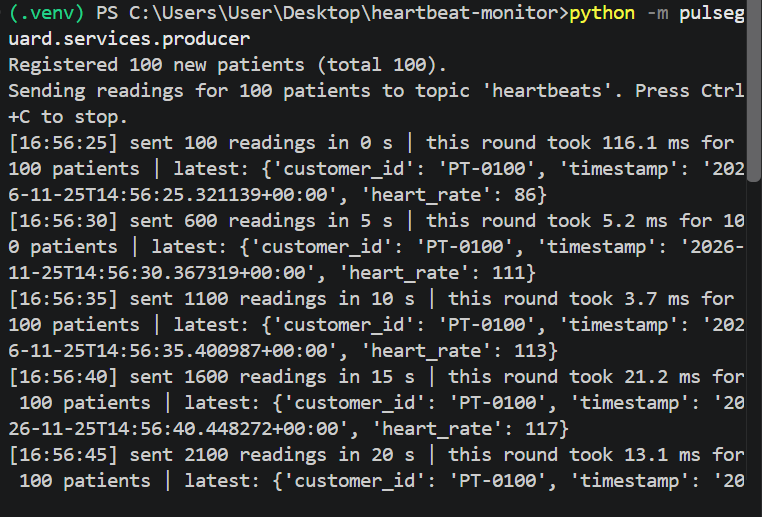 (.venv) PS C:\Users\User\Desktop\heartbeat-monitor>python -m pulseg
uard.services.producer
Registered 100 new patients (total 100).
Sending readings for 100 patients to topic 'heartbeats'. Press Ctrl
+C to stop.
[16:56:25] sent 100 readings in 0 s | this round took 116.1 ms for
100 patients | latest: {'customer_id': 'PT-0100', 'timestamp': '202
6-11-25T14:56:25.321139+00:00', 'heart_rate': 86}
[16:56:30] sent 600 readings in 5 s | this round took 5.2 ms for 10
0 patients | latest: {'customer_id': 'PT-0100', 'timestamp': '2026-
11-25T14:56:30.367319+00:00', 'heart_rate': 111}
[16:56:35] sent 1100 readings in 10 s | this round took 3.7 ms for
100 patients | latest: {'customer_id': 'PT-0100', 'timestamp': '202
6-11-25T14:56:35.400987+00:00', 'heart_rate': 113}
[16:56:40] sent 1600 readings in 15 s | this round took 21.2 ms for
 100 patients | latest: {'customer_id': 'PT-0100', 'timestamp': '20
26-11-25T14:56:40.448272+00:00', 'heart_rate': 117}
[16:56:45] sent 2100 readings in 20 s | this round took 13.1 ms for
 100 patients | latest: {'customer_id': 'PT-0100', 'timestamp': '20